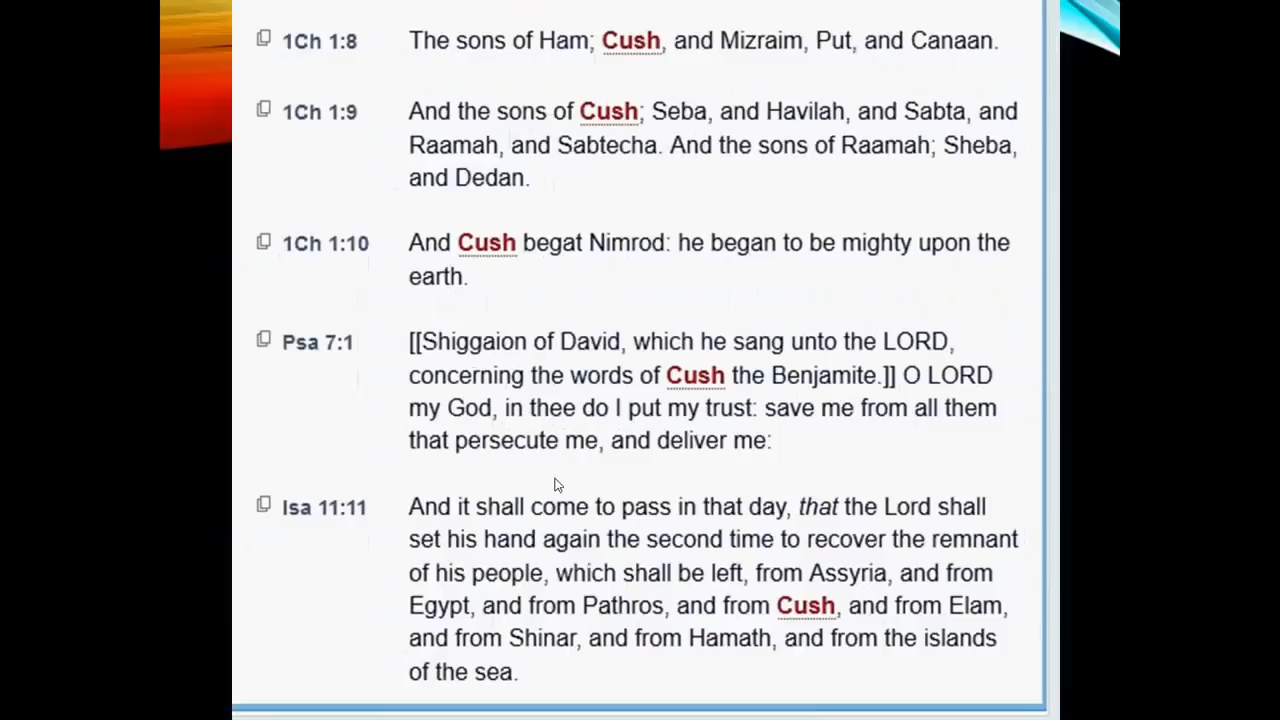 1Ch 1:8 The sons of Ham; Cush, and Mizraim, Put, and Canaan.
1Ch 1:9 And the sons of Cush; Seba, and Havilah, and Sabta, and
Raamah, and Sabtecha. And the sons of Raamah; Sheba,
and Dedan.
1Ch 1:10 And Cush begat Nimrod: he began to be mighty upon the
earth.
Psa 7:1 [[Shiggaion of David, which he sang unto the LORD,
concerning the words of Cush the Benjamite.]] O LORD
my God, in thee do I put my trust: save me from all them
that persecute me, and deliver me:
Isa 11:11 And it shall come to pass in that day, that the Lord shall
set his hand again the second time to recover the remnant
of his people, which shall be left, from Assyria, and from
Egypt, and from Pathros, and from Cush, and from Elam,
and from Shinar, and from Hamath, and from the islands
of the sea.